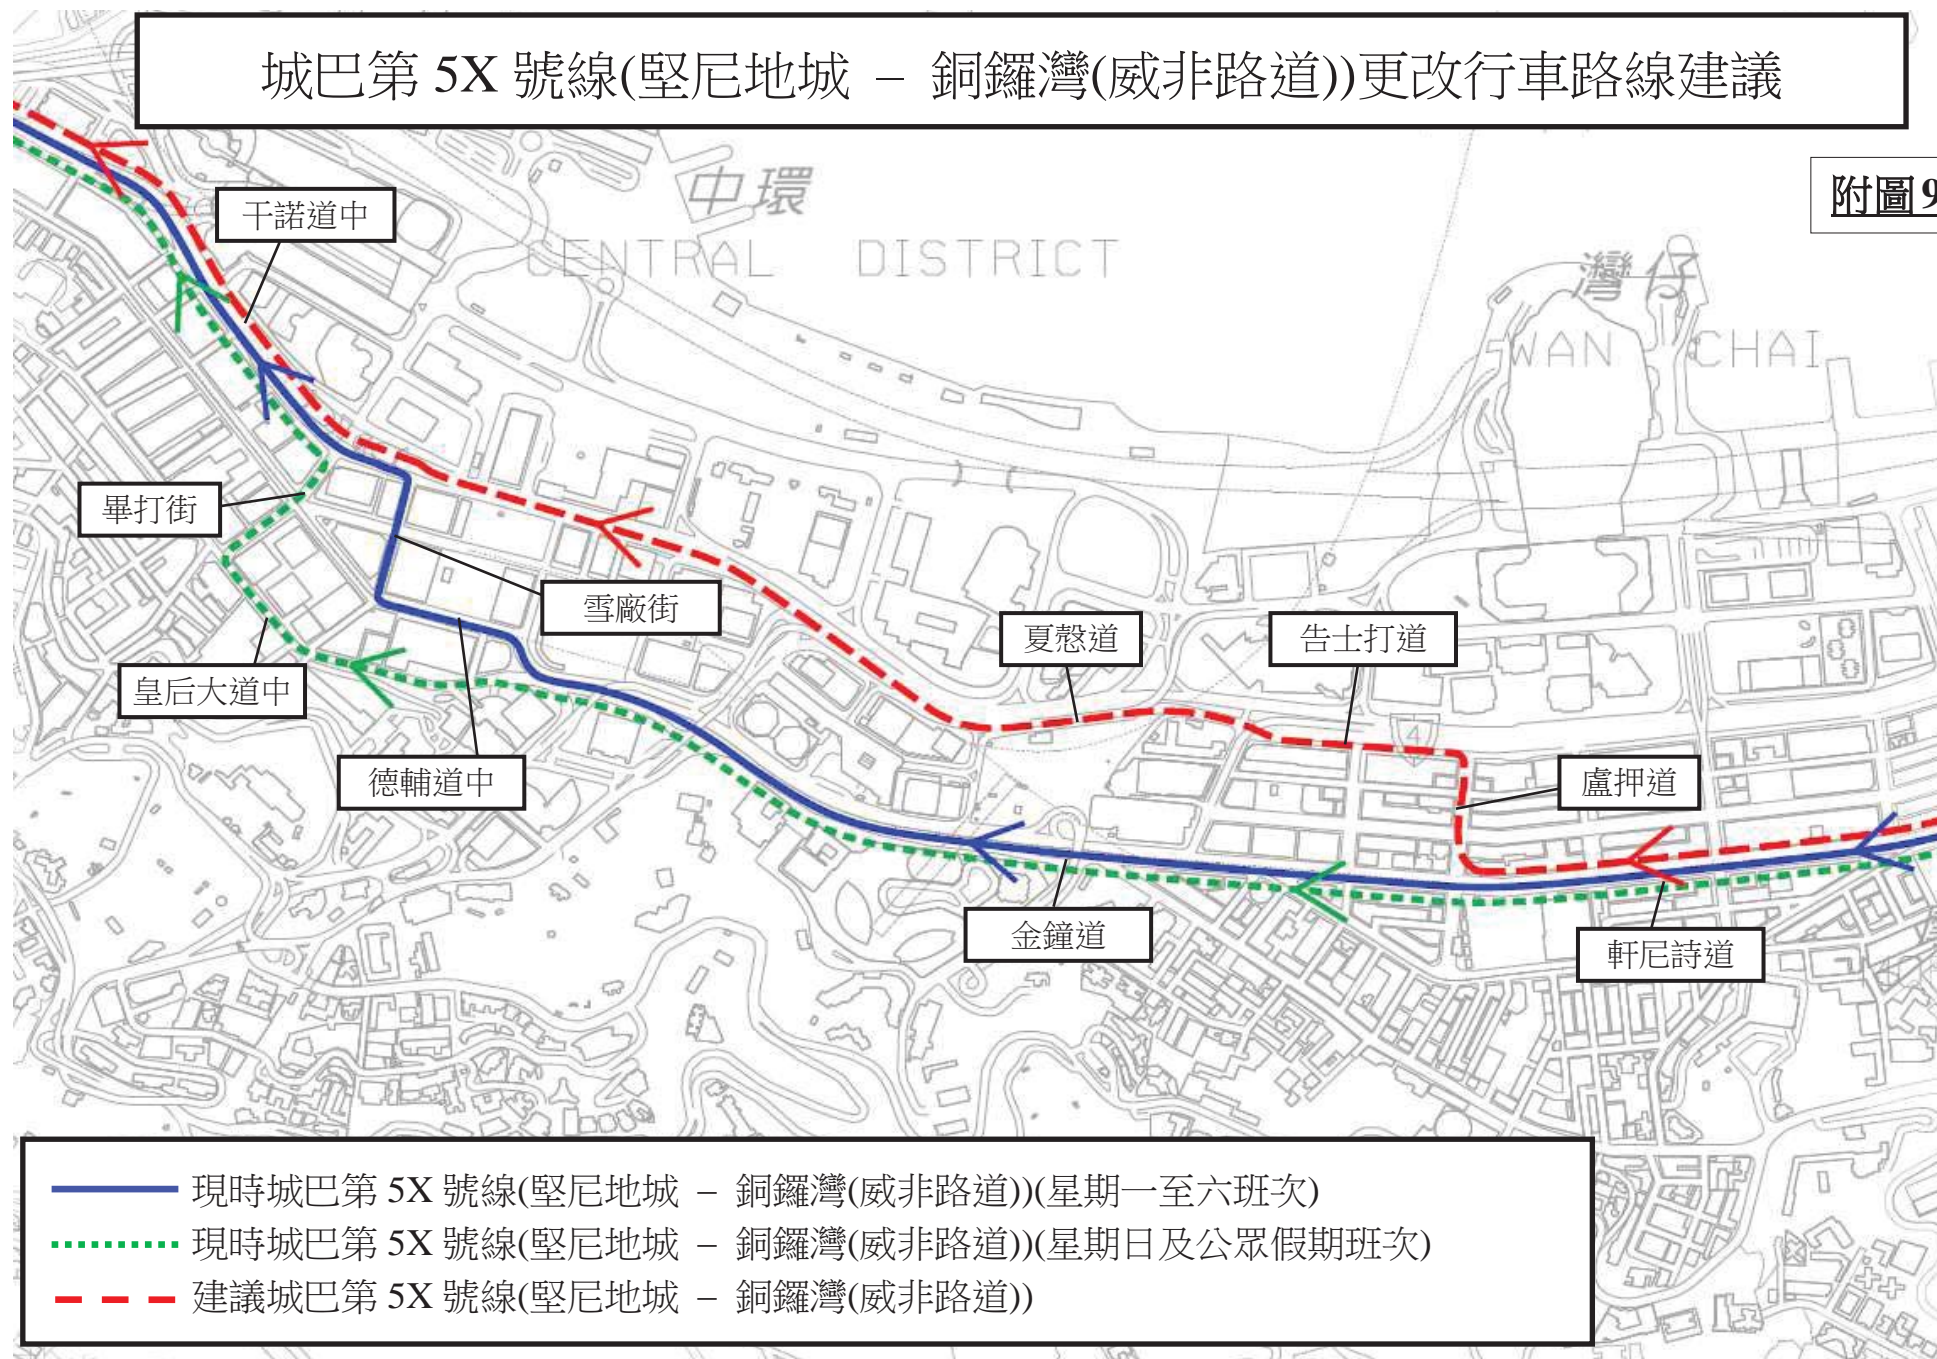 城巴第 5X 號線(堅尼地城 – 銅鑼灣(威非路道))更改行車路線建議
附圖9
中環
CENTRAL DISTRICT
干諾道中
灣仔
WAN CHAI
畢打街
雪廠街
夏慤道
告士打道
皇后大道中
4
德輔道中
盧押道
金鐘道
軒尼詩道
現時城巴第 5X 號線(堅尼地城 – 銅鑼灣(威非路道))(星期一至六班次)
現時城巴第 5X 號線(堅尼地城 – 銅鑼灣(威非路道))(星期日及公眾假期班次)
建議城巴第 5X 號線(堅尼地城 – 銅鑼灣(威非路道))